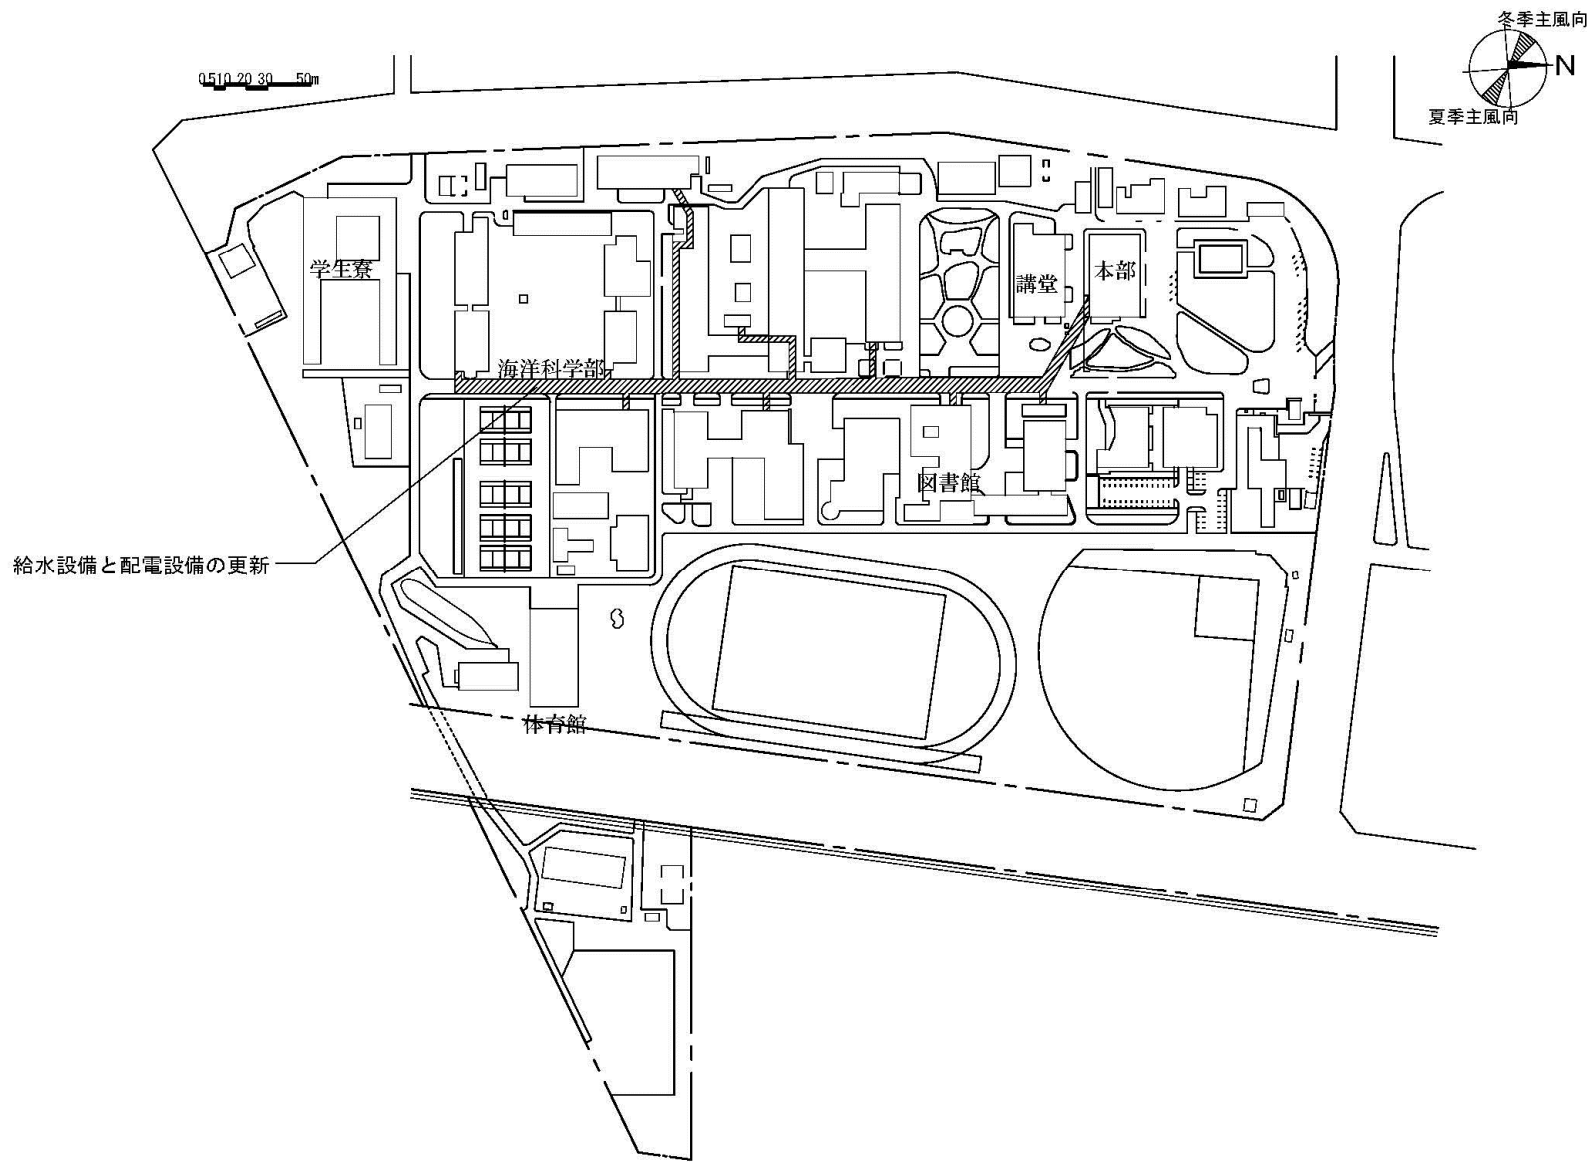 冬季主風向
0 5 10 20 30 50m
N
夏季主風向
学生寮
講堂
本部
海洋科学部
図書館
給水設備と配電設備の更新
体育館